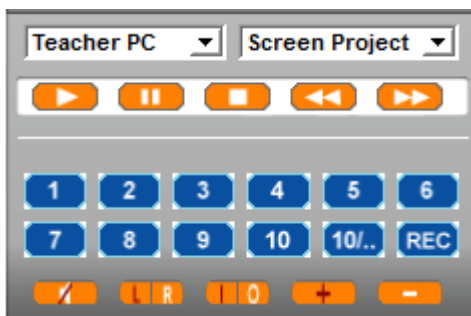 Teacher PC Screen Project
1 2 3 4 5 6
7 8 9 10 10/.. REC
L R I O + -